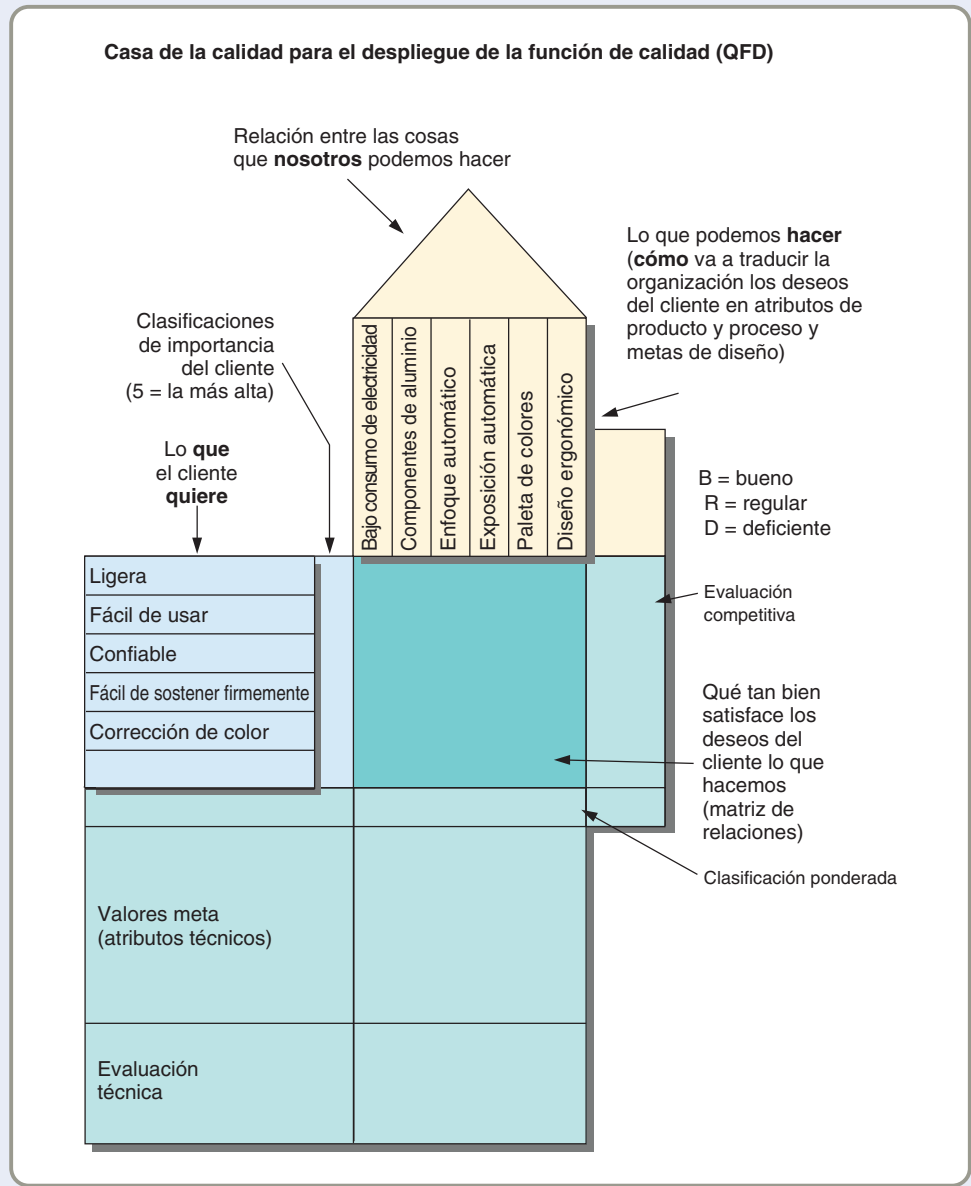 Casa de la calidad para el despliegue de la función de calidad (QFD)
Relación entre las cosas
que nosotros podemos hacer
Lo que podemos hacer
(cómo va a traducir la
organización los deseos
del cliente en atributos de
producto y proceso y
metas de diseño)
Clasificaciones
de importancia
del cliente
(5 = la más alta)
Lo que
el cliente
quiere
Bajo consumo de electricidad
Componentes de aluminio
Enfoque automático
Exposición automática
Paleta de colores
Diseño ergonómico
B = bueno
R = regular
D = deficiente
Ligera
Fácil de usar
Confiable
Fácil de sostener firmemente
Corrección de color
Evaluación
competitiva
Qué tan bien
satisface los
deseos del
cliente lo que
hacemos
(matriz de
relaciones)
Clasificación ponderada
Valores meta
(atributos técnicos)
Evaluación
técnica